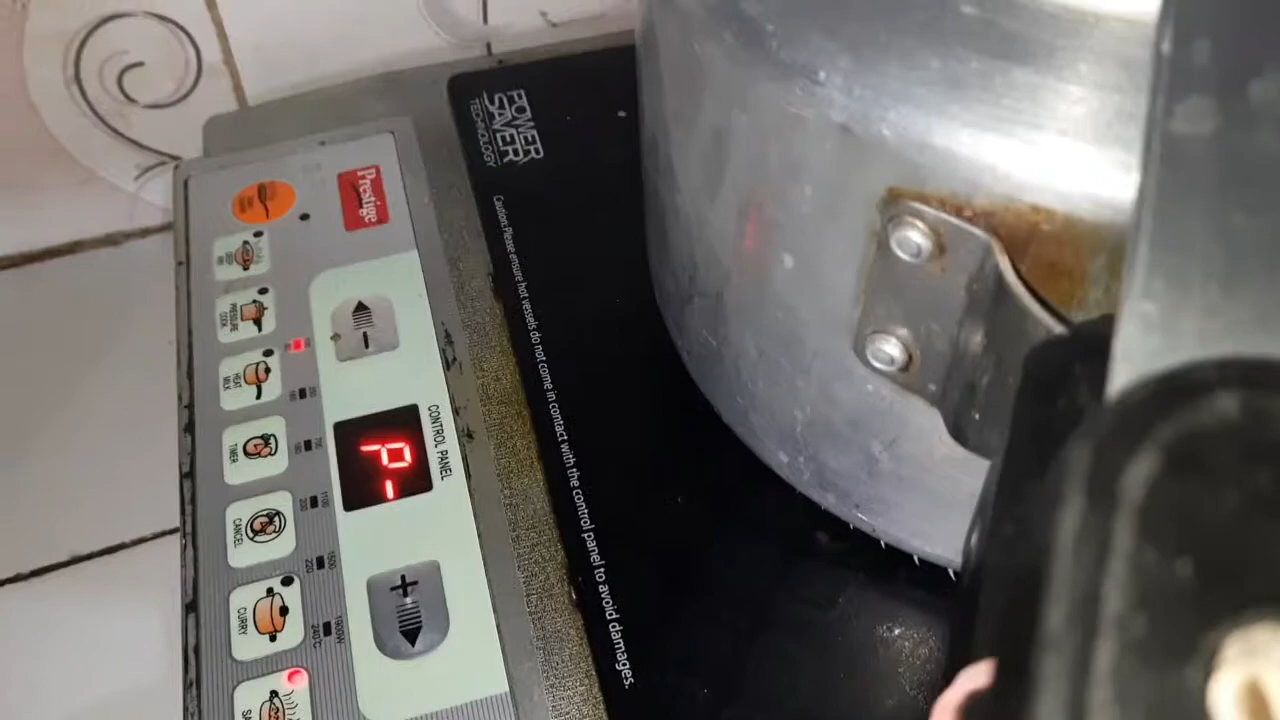 Prestige
POWER
SAVER
TECHNOLOGY
Caution: Please ensure hot vessels do not come in contact with the control panel to avoid damages.
CONTROL PANEL
P-
−
+
PRESSURE
COOK
HEAT
MILK
TIMER
CANCEL
CURRY
1100
200
1500
220
1900W
240°C